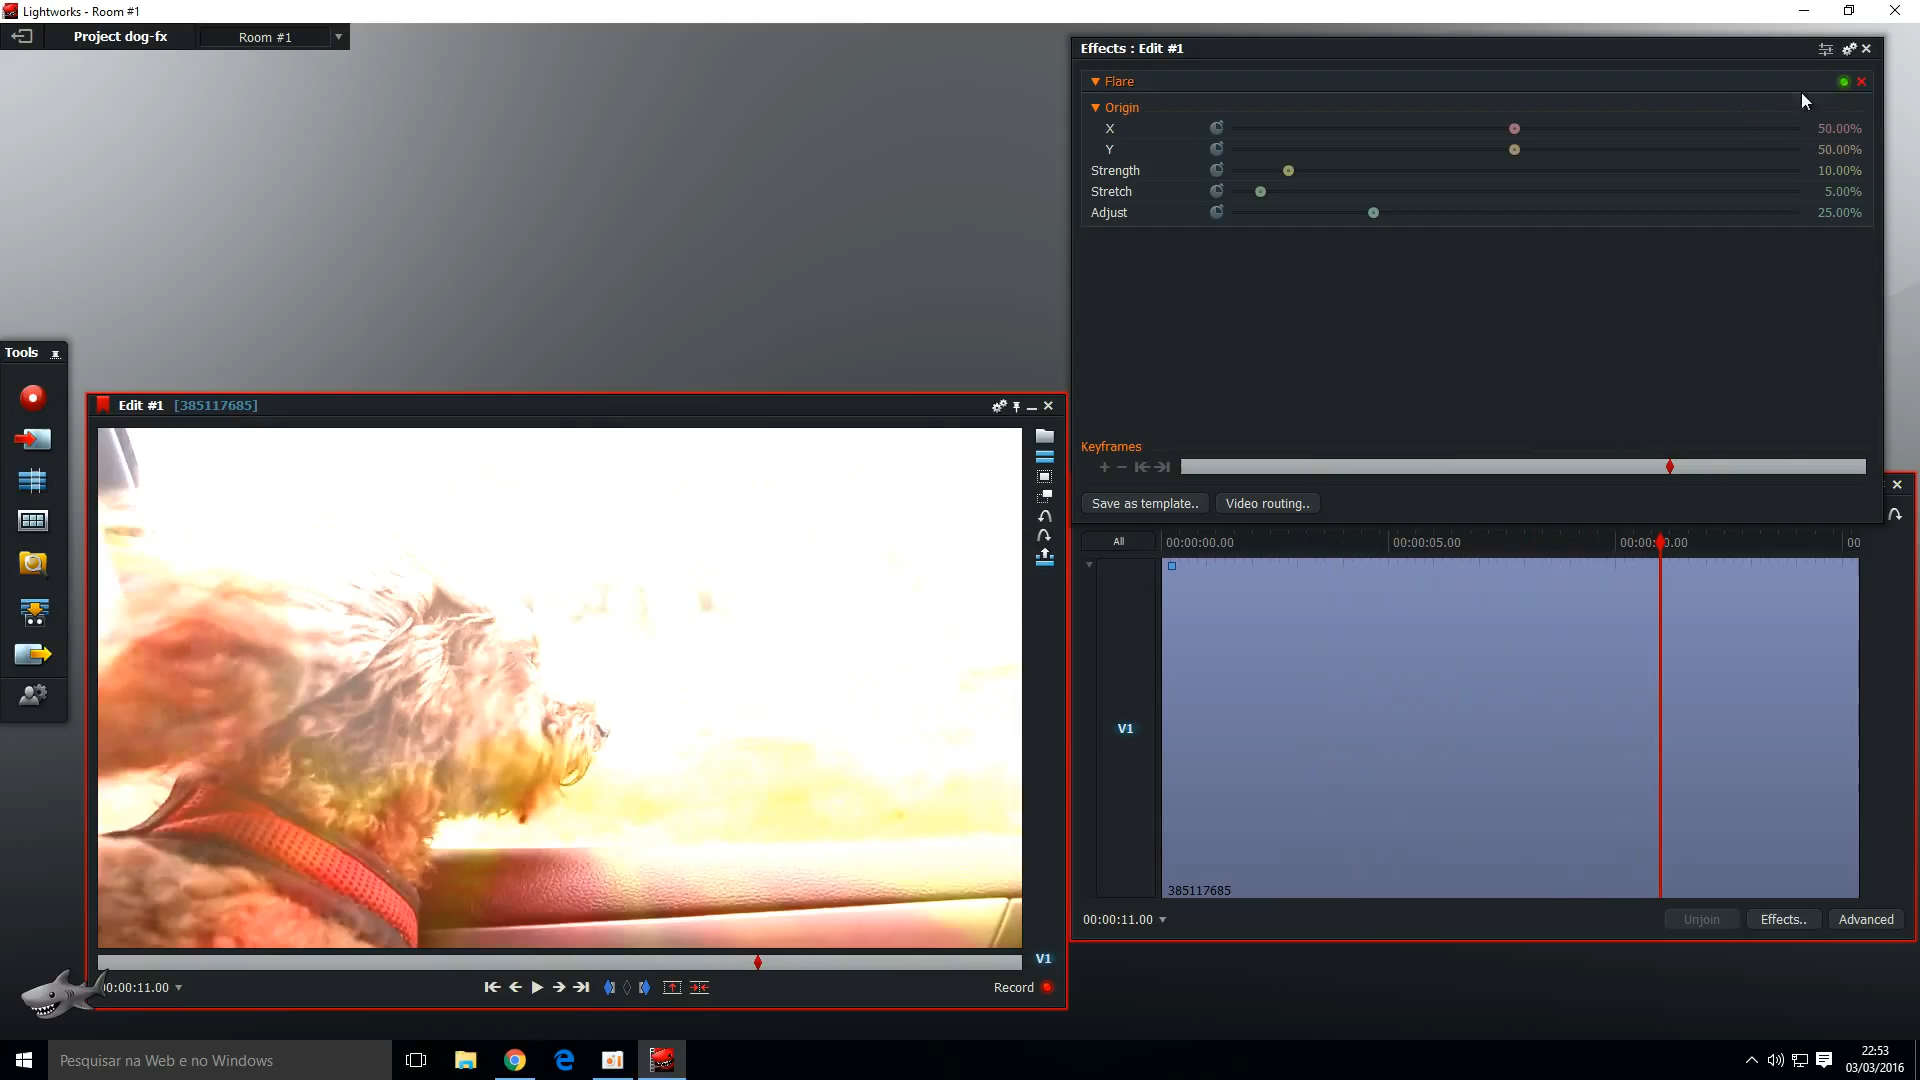 Lightworks - Room #1
Project dog-fx
Room #1
Effects : Edit #1
Flare
Origin
X
50.00%
Y
50.00%
Strength
10.00%
Stretch
5.00%
Adjust
25.00%
Tools
Edit #1 [385117685]
Keyframes
Save as template..
Video routing..
All
00:00:00.00
00:00:05.00
00
V1
385117685
00:00:11.00
Unjoin
Effects..
Advanced
V1
Record
Pesquisar na Web e no Windows
22:53
03/03/2016